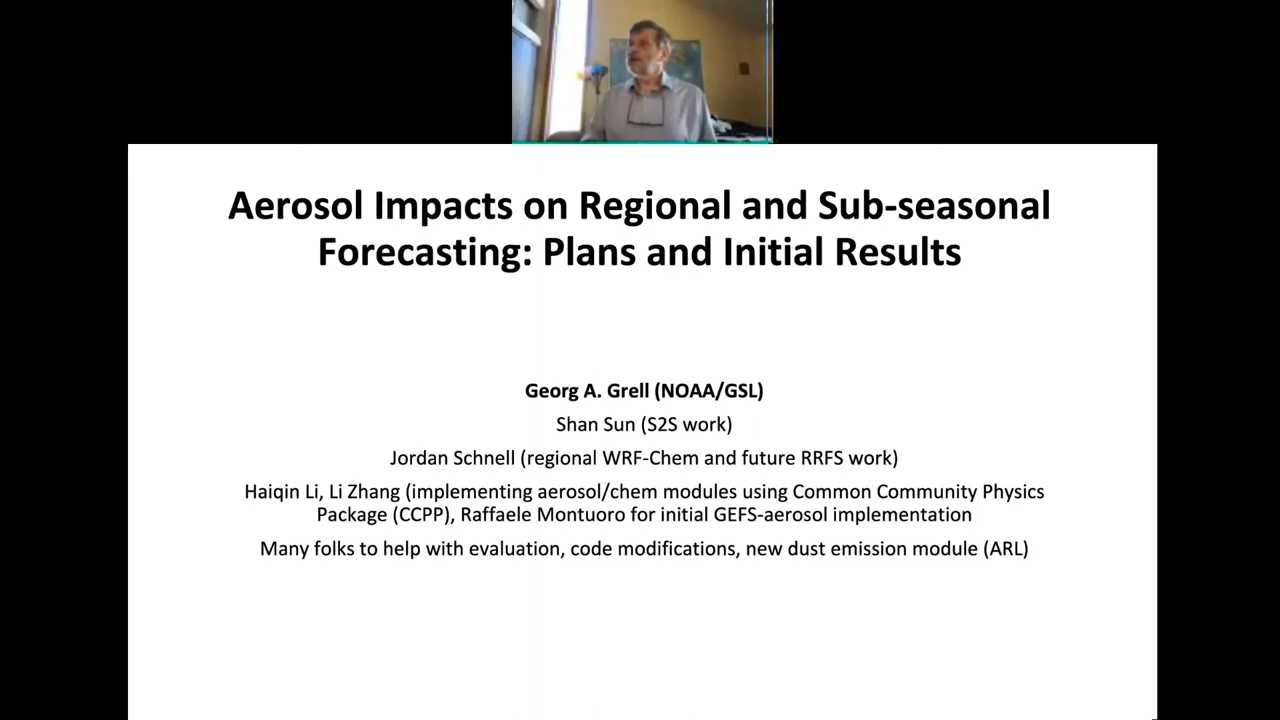 Aerosol Impacts on Regional and Sub-seasonal
Forecasting: Plans and Initial Results
Georg A. Grell (NOAA/GSL)
Shan Sun (S2S work)
Jordan Schnell (regional WRF-Chem and future RRFS work)
Haiqin Li, Li Zhang (implementing aerosol/chem modules using Common Community Physics
Package (CCPP), Raffaele Montuoro for initial GEFS-aerosol implementation
Many folks to help with evaluation, code modifications, new dust emission module (ARL)